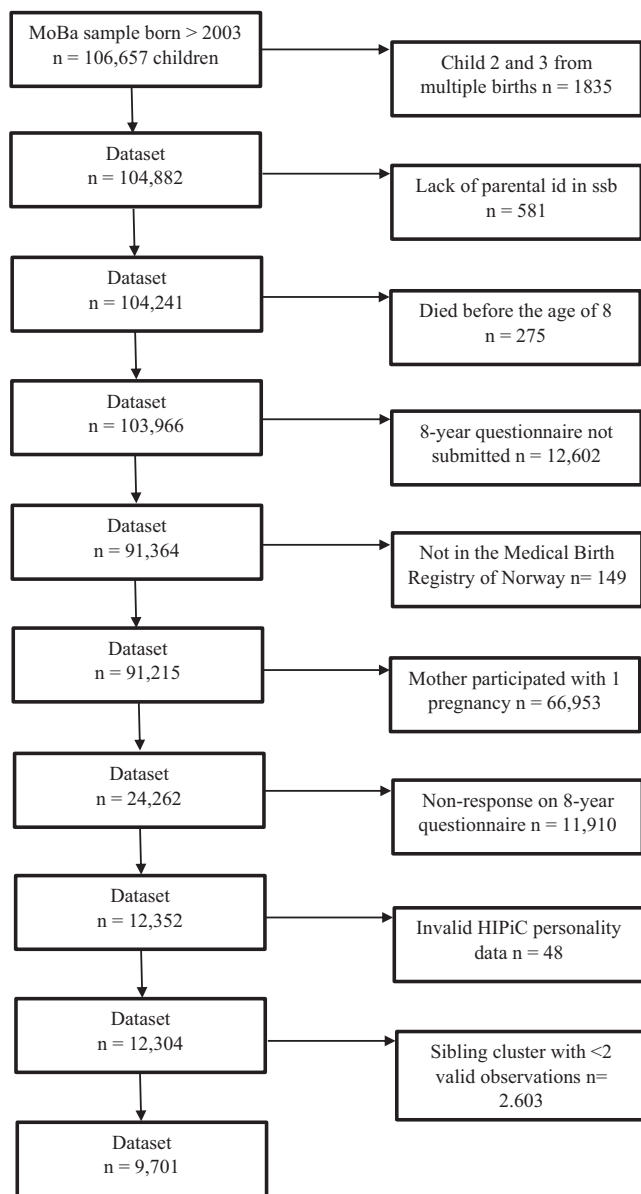 MoBa sample born > 2003
n = 106,657 children
Child 2 and 3 from
multiple births n = 1835
Dataset
n = 104,882
Lack of parental id in ssb
n = 581
Dataset
n = 104,241
Died before the age of 8
n = 275
Dataset
n = 103,966
8-year questionnaire not
submitted n = 12,602
Dataset
n = 91,364
Not in the Medical Birth
Registry of Norway n= 149
Dataset
n = 91,215
Mother participated with 1
pregnancy n = 66,953
Dataset
n = 24,262
Non-response on 8-year
questionnaire n = 11,910
Dataset
n = 12,352
Invalid HIPiC personality
data n = 48
Dataset
n = 12,304
Sibling cluster with <2
valid observations n=
2.603
Dataset
n = 9,701